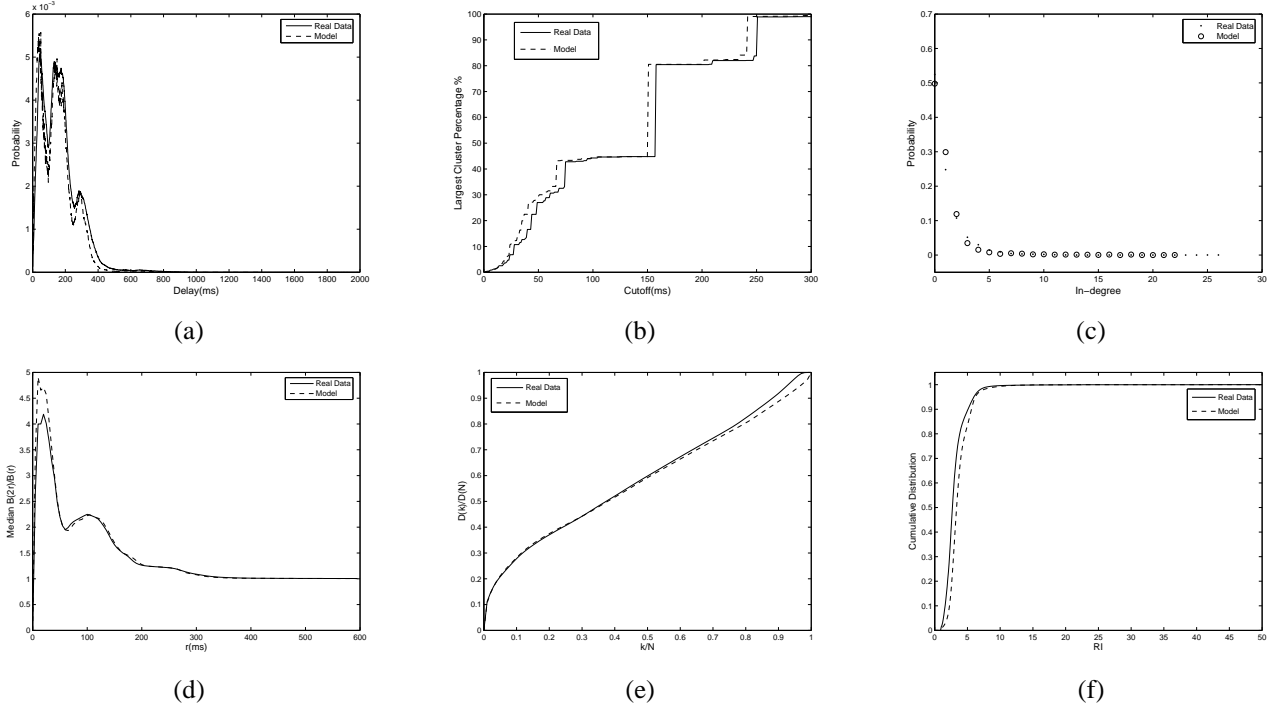 x 10⁻³
6
5
4
3
2
1
0
0 200 400 600 800 1000 1200 1400 1600 1800 2000
Probability
Delay(ms)
Real Data
Model
(a)
100
90
80
70
60
50
40
30
20
10
0
0 50 100 150 200 250 300
Largest Cluster Percentage %
Cutoff(ms)
Real Data
Model
(b)
0.7
0.6
0.5
0.4
0.3
0.2
0.1
0
0 5 10 15 20 25 30
Probability
In−degree
Real Data
Model
(c)
5
4.5
4
3.5
3
2.5
2
1.5
1
0.5
0
0 100 200 300 400 500 600
Median B(2r)/B(r)
r(ms)
Real Data
Model
(d)
1
0.9
0.8
0.7
0.6
0.5
0.4
0.3
0.2
0.1
0
0 0.1 0.2 0.3 0.4 0.5 0.6 0.7 0.8 0.9 1
D(k)/D(N)
k/N
Real Data
Model
(e)
1
0.9
0.8
0.7
0.6
0.5
0.4
0.3
0.2
0.1
0
0 5 10 15 20 25 30 35 40 45 50
Cumulative Distribution
RI
Real Data
Model
(f)